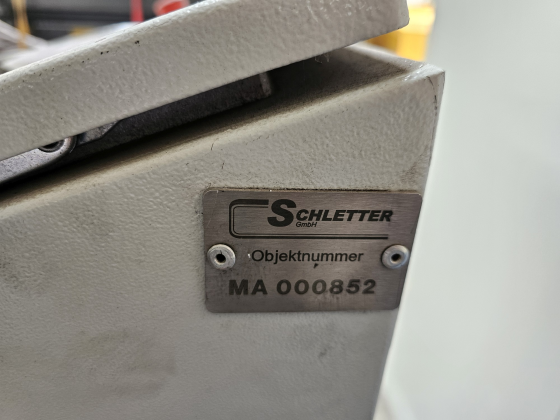 SCHLETTER
GmbH
Objektnummer
MA 000852